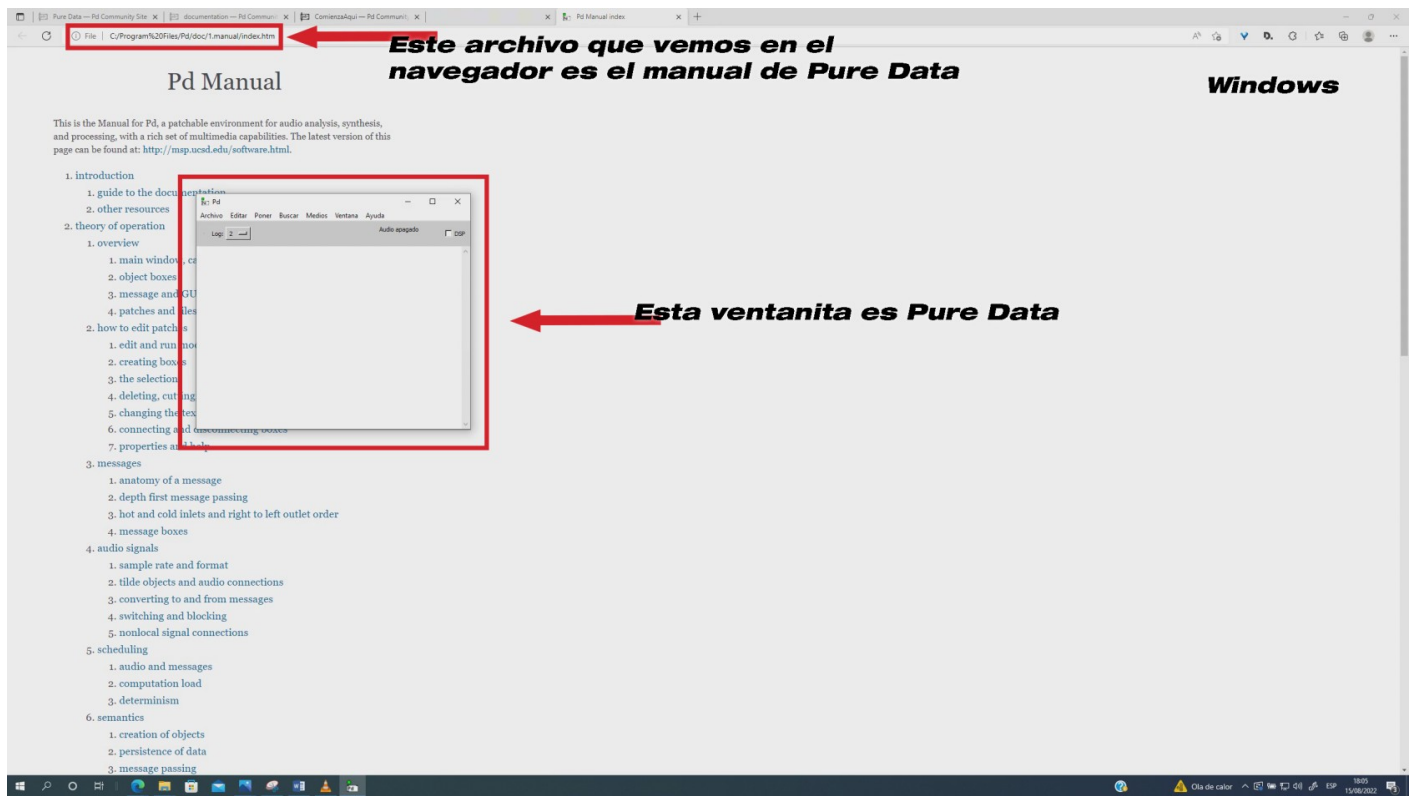 Pure Data — Pd Community Site
documentation — Pd Communi
ComienzaAqui — Pd Communit
Pd Manual index
File | C:/Program%20Files/Pd/doc/1.manual/index.htm
Este archivo que vemos en el
navegador es el manual de Pure Data
Windows
Pd Manual
This is the Manual for Pd, a patchable environment for audio analysis, synthesis,
and processing, with a rich set of multimedia capabilities. The latest version of this
page can be found at: http://msp.ucsd.edu/software.html.
1. introduction
1. guide to the documentation
2. other resources
2. theory of operation
1. overview
1. main window, ca
2. object boxes
3. message and GU
4. patches and files
2. how to edit patches
1. edit and run mo
2. creating boxes
3. the selection
4. deleting, cutting
5. changing the tex
6. connecting and disconnecting boxes
7. properties and help
Pd
Archivo Editar Poner Buscar Medios Ventana Ayuda
Log: 2
Audio apagado
DSP
Esta ventanita es Pure Data
3. messages
1. anatomy of a message
2. depth first message passing
3. hot and cold inlets and right to left outlet order
4. message boxes
4. audio signals
1. sample rate and format
2. tilde objects and audio connections
3. converting to and from messages
4. switching and blocking
5. nonlocal signal connections
5. scheduling
1. audio and messages
2. computation load
3. determinism
6. semantics
1. creation of objects
2. persistence of data
3. message passing
Ola de calor
ESP
18:05
15/08/2022